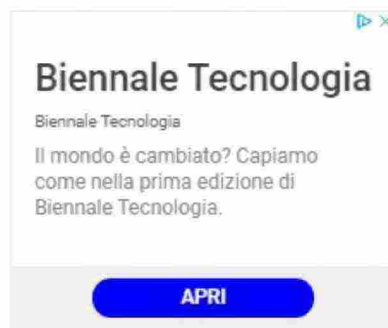 Biennale Tecnologia
Biennale Tecnologia
Il mondo è cambiato? Capiamo
come nella prima edizione di
Biennale Tecnologia.
APRI